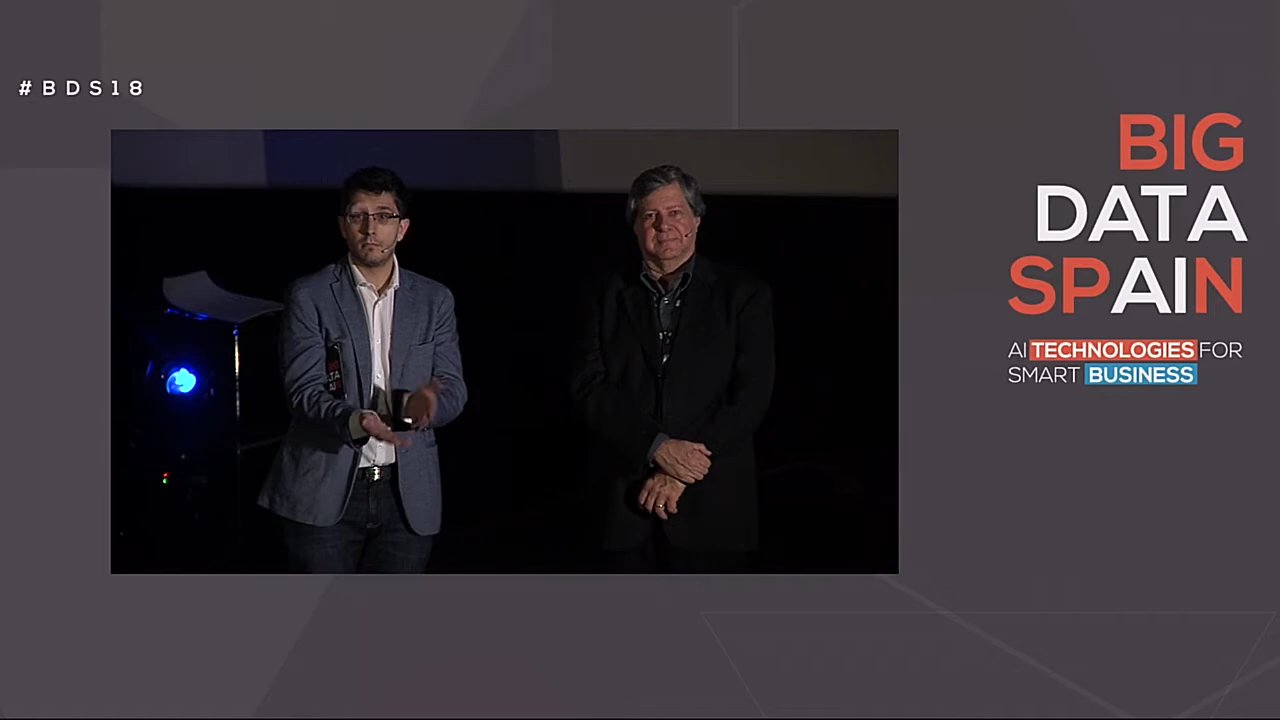 #BDS18
BIG
DATA
SPAIN
AI TECHNOLOGIES FOR
SMART BUSINESS